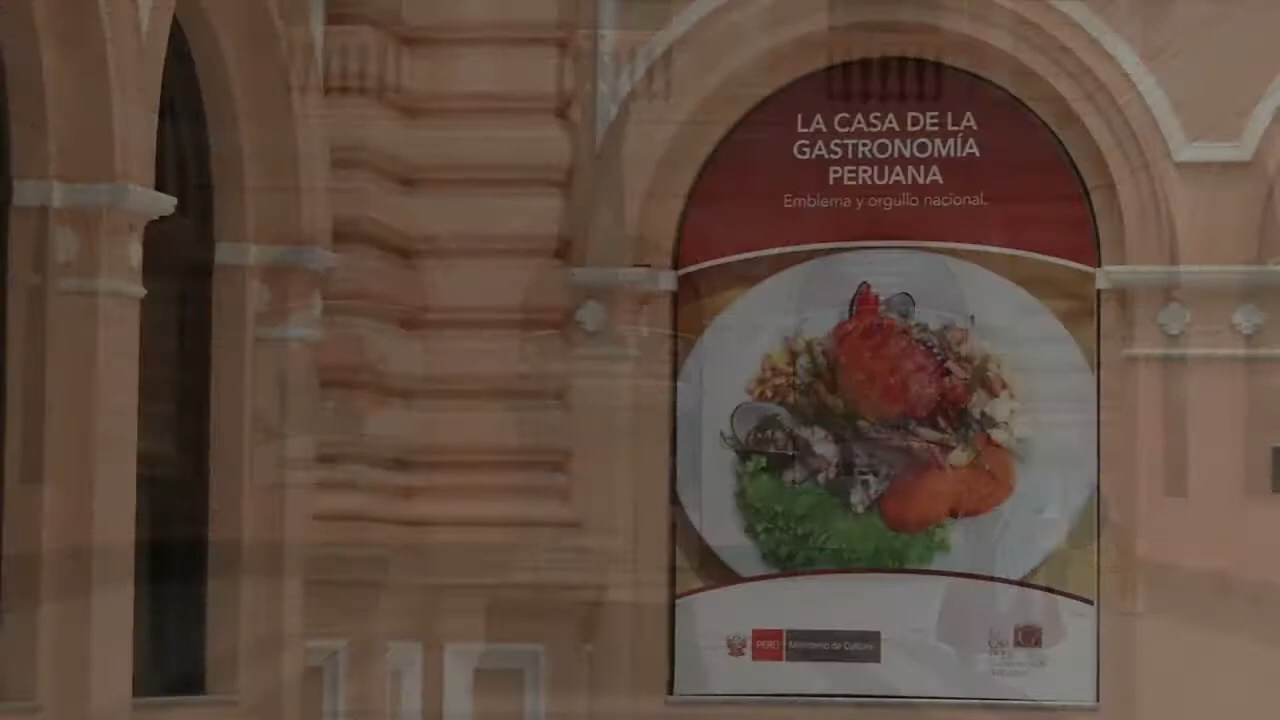 LA CASA DE LA
GASTRONOMÍA
PERUANA
Emblema y orgullo nacional.
PERÚ Ministerio de Cultura